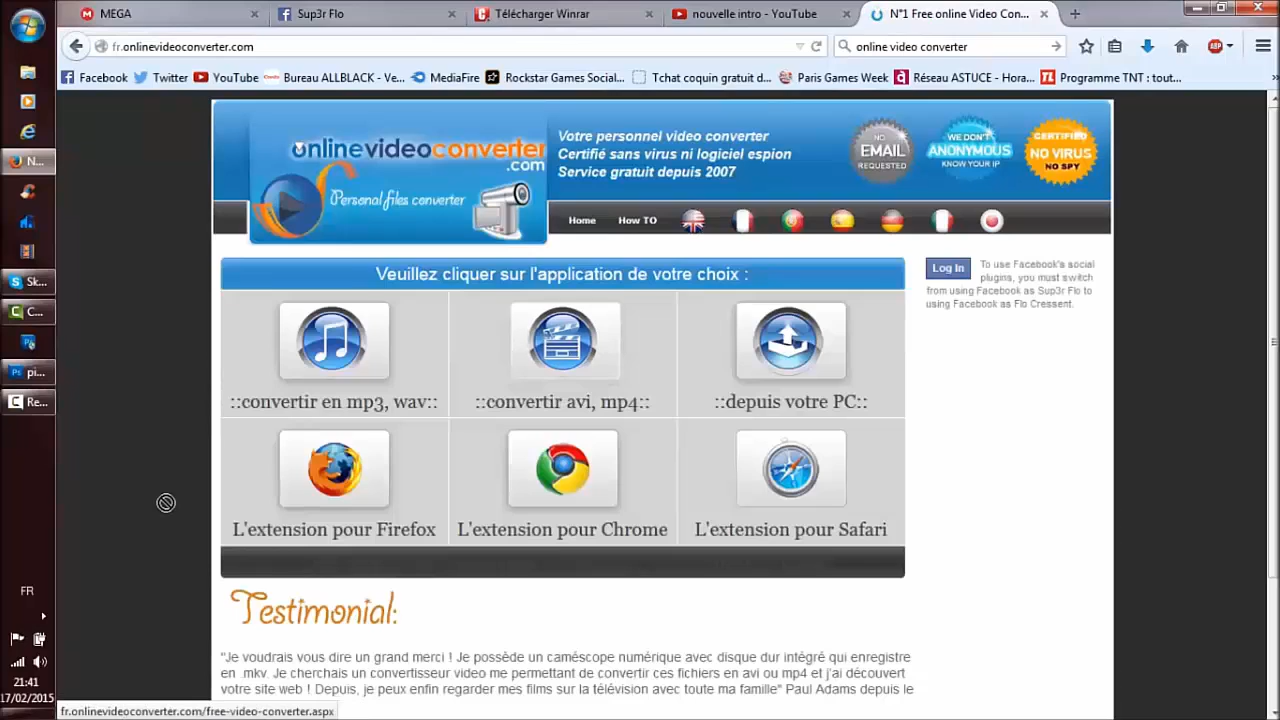 MEGA
Sup3r Flo
Télécharger Winrar
nouvelle intro - YouTube
N°1 Free online Video Con...
fr.onlinevideoconverter.com
online video converter
ABP
Facebook
Twitter
YouTube
Bureau ALLBLACK - Ve...
MediaFire
Rockstar Games Social...
Tchat coquin gratuit d...
Paris Games Week
Réseau ASTUCE - Hora...
Programme TNT : tout...
N...
Sk...
C...
pi...
Re...
FR
21:41
17/02/2015
onlinevideoconverter
.com
Personal files converter
Votre personnel video converter
Certifié sans virus ni logiciel espion
Service gratuit depuis 2007
NO
EMAIL
REQUESTED
WE DON'T
ANONYMOUS
KNOW YOUR IP
CERTIFIED
NO VIRUS
NO SPY
Home
How TO
Veuillez cliquer sur l'application de votre choix :
::convertir en mp3, wav::
::convertir avi, mp4::
::depuis votre PC::
L'extension pour Firefox
L'extension pour Chrome
L'extension pour Safari
Log In
To use Facebook's social
plugins, you must switch
from using Facebook as Sup3r Flo to
using Facebook as Flo Cressent.
Testimonial:
"Je voudrais vous dire un grand merci ! Je possède un caméscope numérique avec disque dur intégré qui enregistre
en .mkv. Je cherchais un convertisseur video me permettant de convertir ces fichiers en avi ou mp4 et j'ai découvert
votre site web ! Depuis, je peux enfin regarder mes films sur la télévision avec toute ma famille" Paul Adams depuis le
fr.onlinevideoconverter.com/free-video-converter.aspx